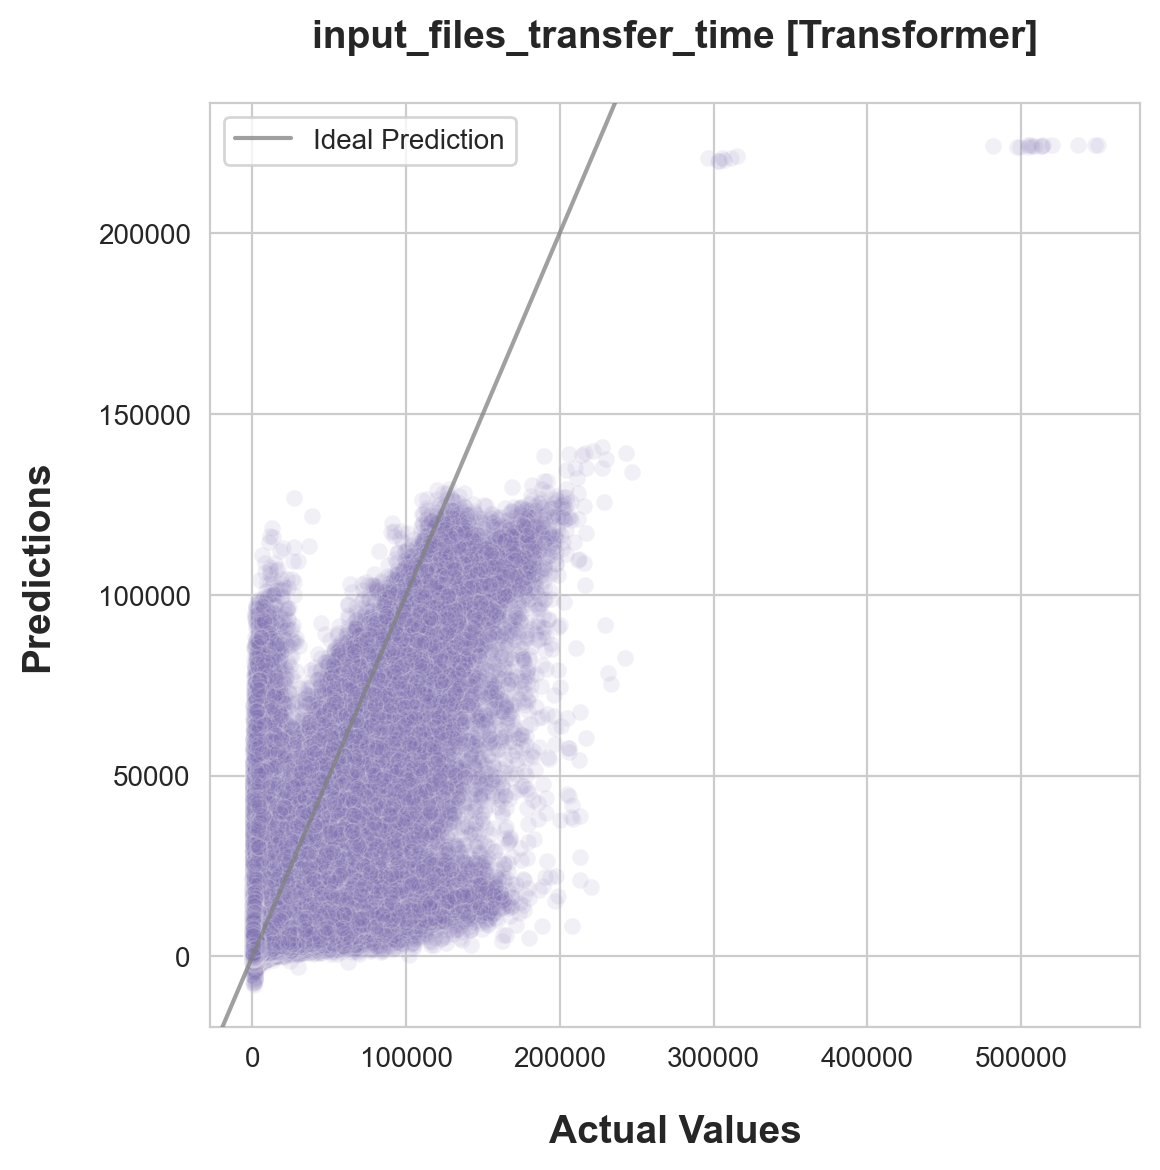 input_files_transfer_time [Transformer]
Ideal Prediction
200000
150000
100000
50000
0
Predictions
0 100000 200000 300000 400000 500000
Actual Values